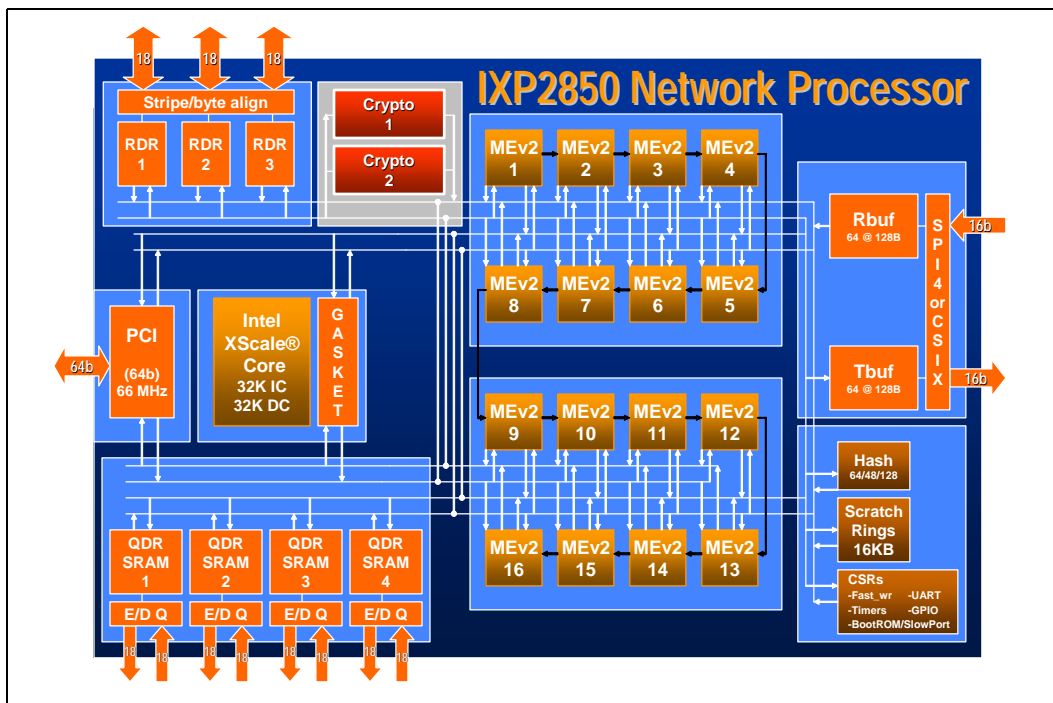 18
18
18
IXP2850 Network Processor
Stripe/byte align
RDR
1
RDR
2
RDR
3
Crypto
1
Crypto
2
MEv2
1
MEv2
2
MEv2
3
MEv2
4
MEv2
8
MEv2
7
MEv2
6
MEv2
5
Rbuf
64 @ 128B
SPI4 or CSIX
16b
Tbuf
64 @ 128B
16b
64b
PCI
(64b)
66 MHz
Intel
XScale®
Core
32K IC
32K DC
GASKET
MEv2
9
MEv2
10
MEv2
11
MEv2
12
MEv2
16
MEv2
15
MEv2
14
MEv2
13
Hash
64/48/128
Scratch
Rings
16KB
CSRs
-Fast_wr -UART
-Timers -GPIO
-BootROM/SlowPort
QDR
SRAM
1
QDR
SRAM
2
QDR
SRAM
3
QDR
SRAM
4
E/D Q
E/D Q
E/D Q
E/D Q
18
18
18
18
18
18
18
18